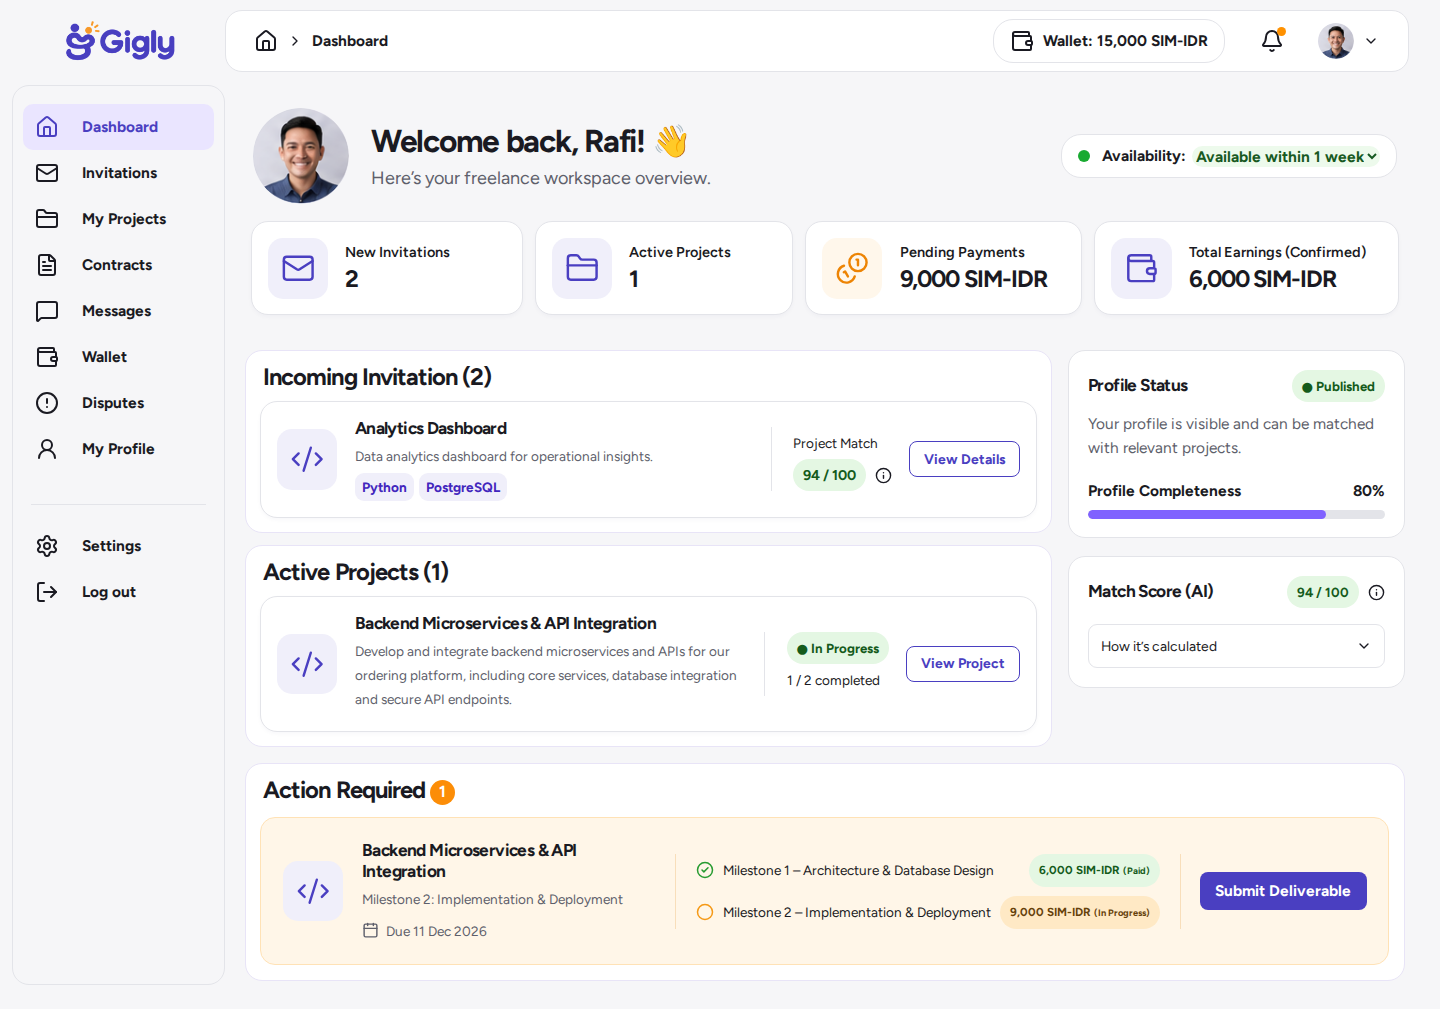 Gigly
Dashboard
Wallet: 15,000 SIM-IDR
Dashboard
Invitations
My Projects
Contracts
Messages
Wallet
Disputes
My Profile
Settings
Log out
Welcome back, Rafi! 👋
Here's your freelance workspace overview.
Availability: Available within 1 week
New Invitations
2
Active Projects
1
Pending Payments
9,000 SIM-IDR
Total Earnings (Confirmed)
6,000 SIM-IDR
Incoming Invitation (2)
Analytics Dashboard
Data analytics dashboard for operational insights.
Python PostgreSQL
Project Match
94 / 100
View Details
Active Projects (1)
Backend Microservices & API Integration
Develop and integrate backend microservices and APIs for our
ordering platform, including core services, database integration
and secure API endpoints.
In Progress
1 / 2 completed
View Project
Profile Status
Published
Your profile is visible and can be matched
with relevant projects.
Profile Completeness 80%
Match Score (AI) 94 / 100
How it's calculated
Action Required 1
Backend Microservices & API
Integration
Milestone 2: Implementation & Deployment
Due 11 Dec 2026
Milestone 1 – Architecture & Database Design 6,000 SIM-IDR (Paid)
Milestone 2 – Implementation & Deployment 9,000 SIM-IDR (In Progress)
Submit Deliverable